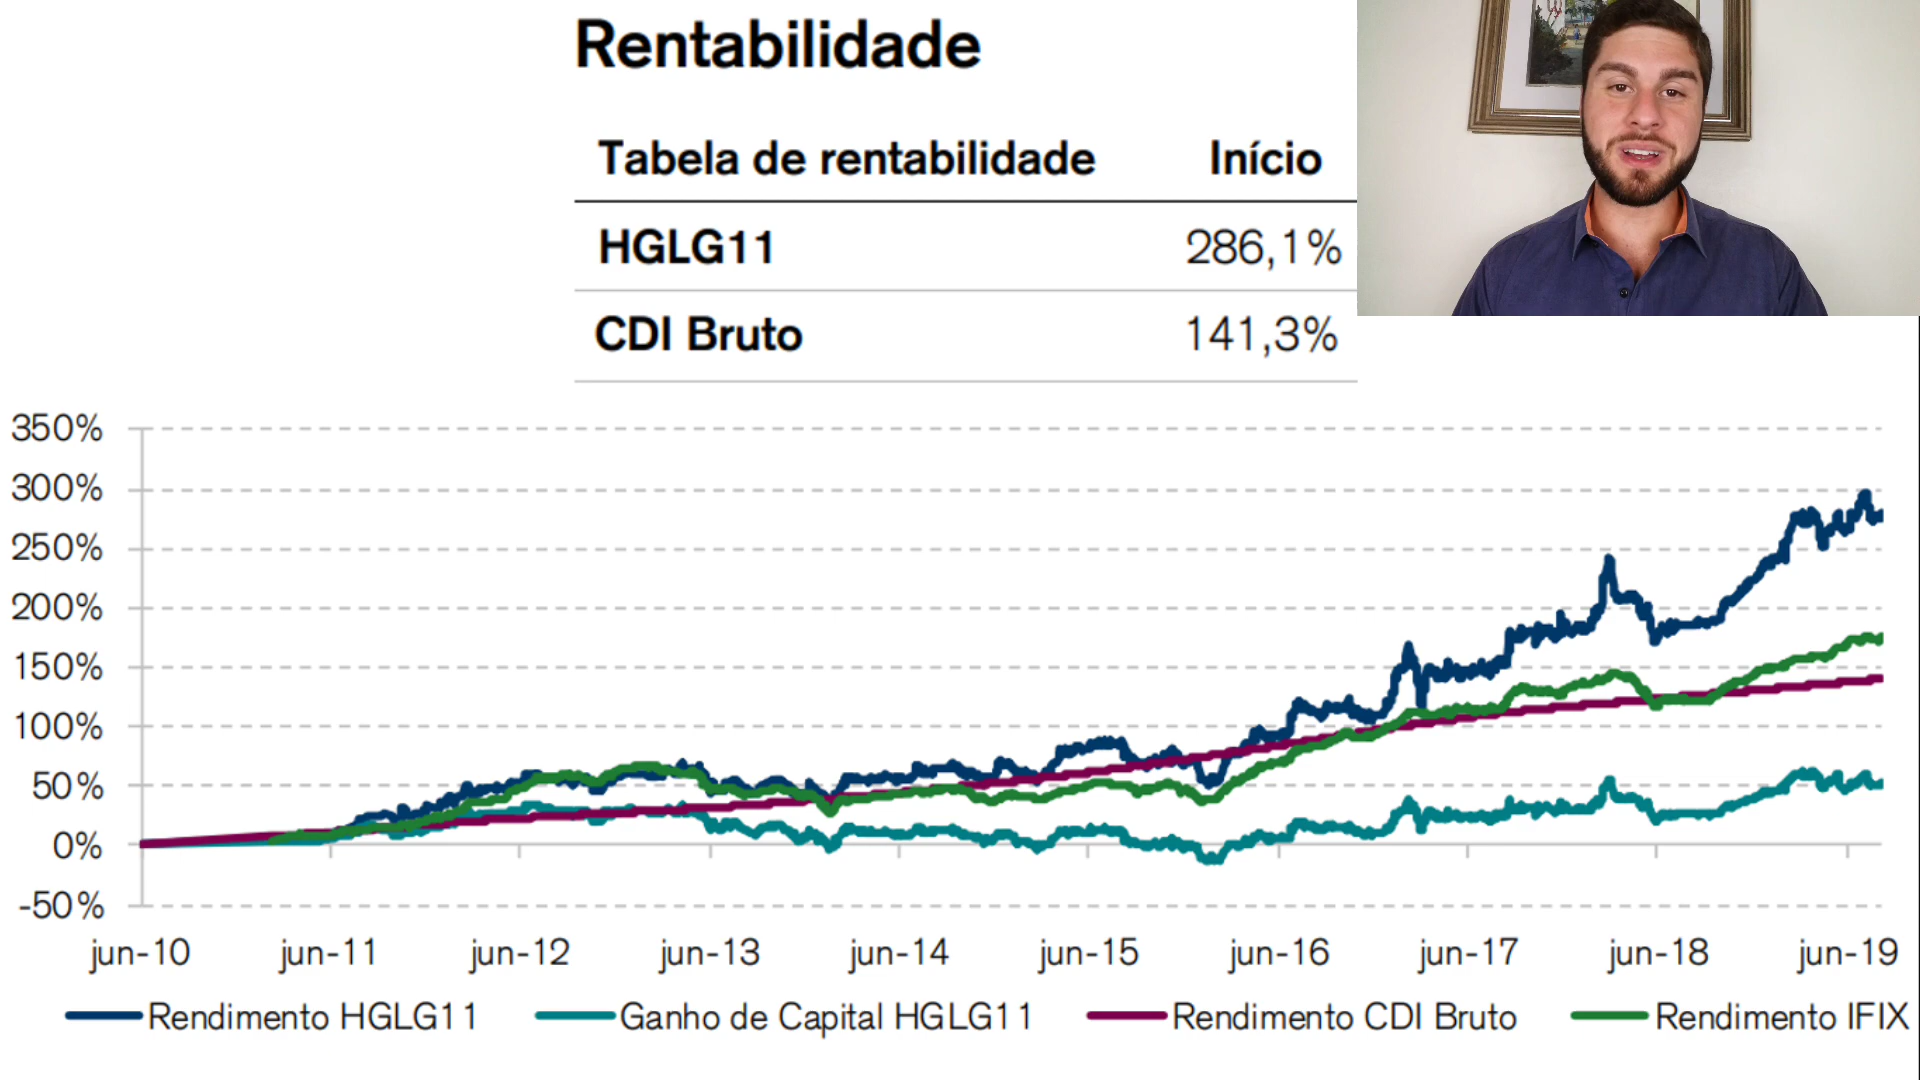 Rentabilidade
Tabela de rentabilidade Início
HGLG11 286,1%
CDI Bruto 141,3%
350%
300%
250%
200%
150%
100%
50%
0%
-50%
jun-10 jun-11 jun-12 jun-13 jun-14 jun-15 jun-16 jun-17 jun-18 jun-19
Rendimento HGLG11 Ganho de Capital HGLG11 Rendimento CDI Bruto Rendimento IFIX